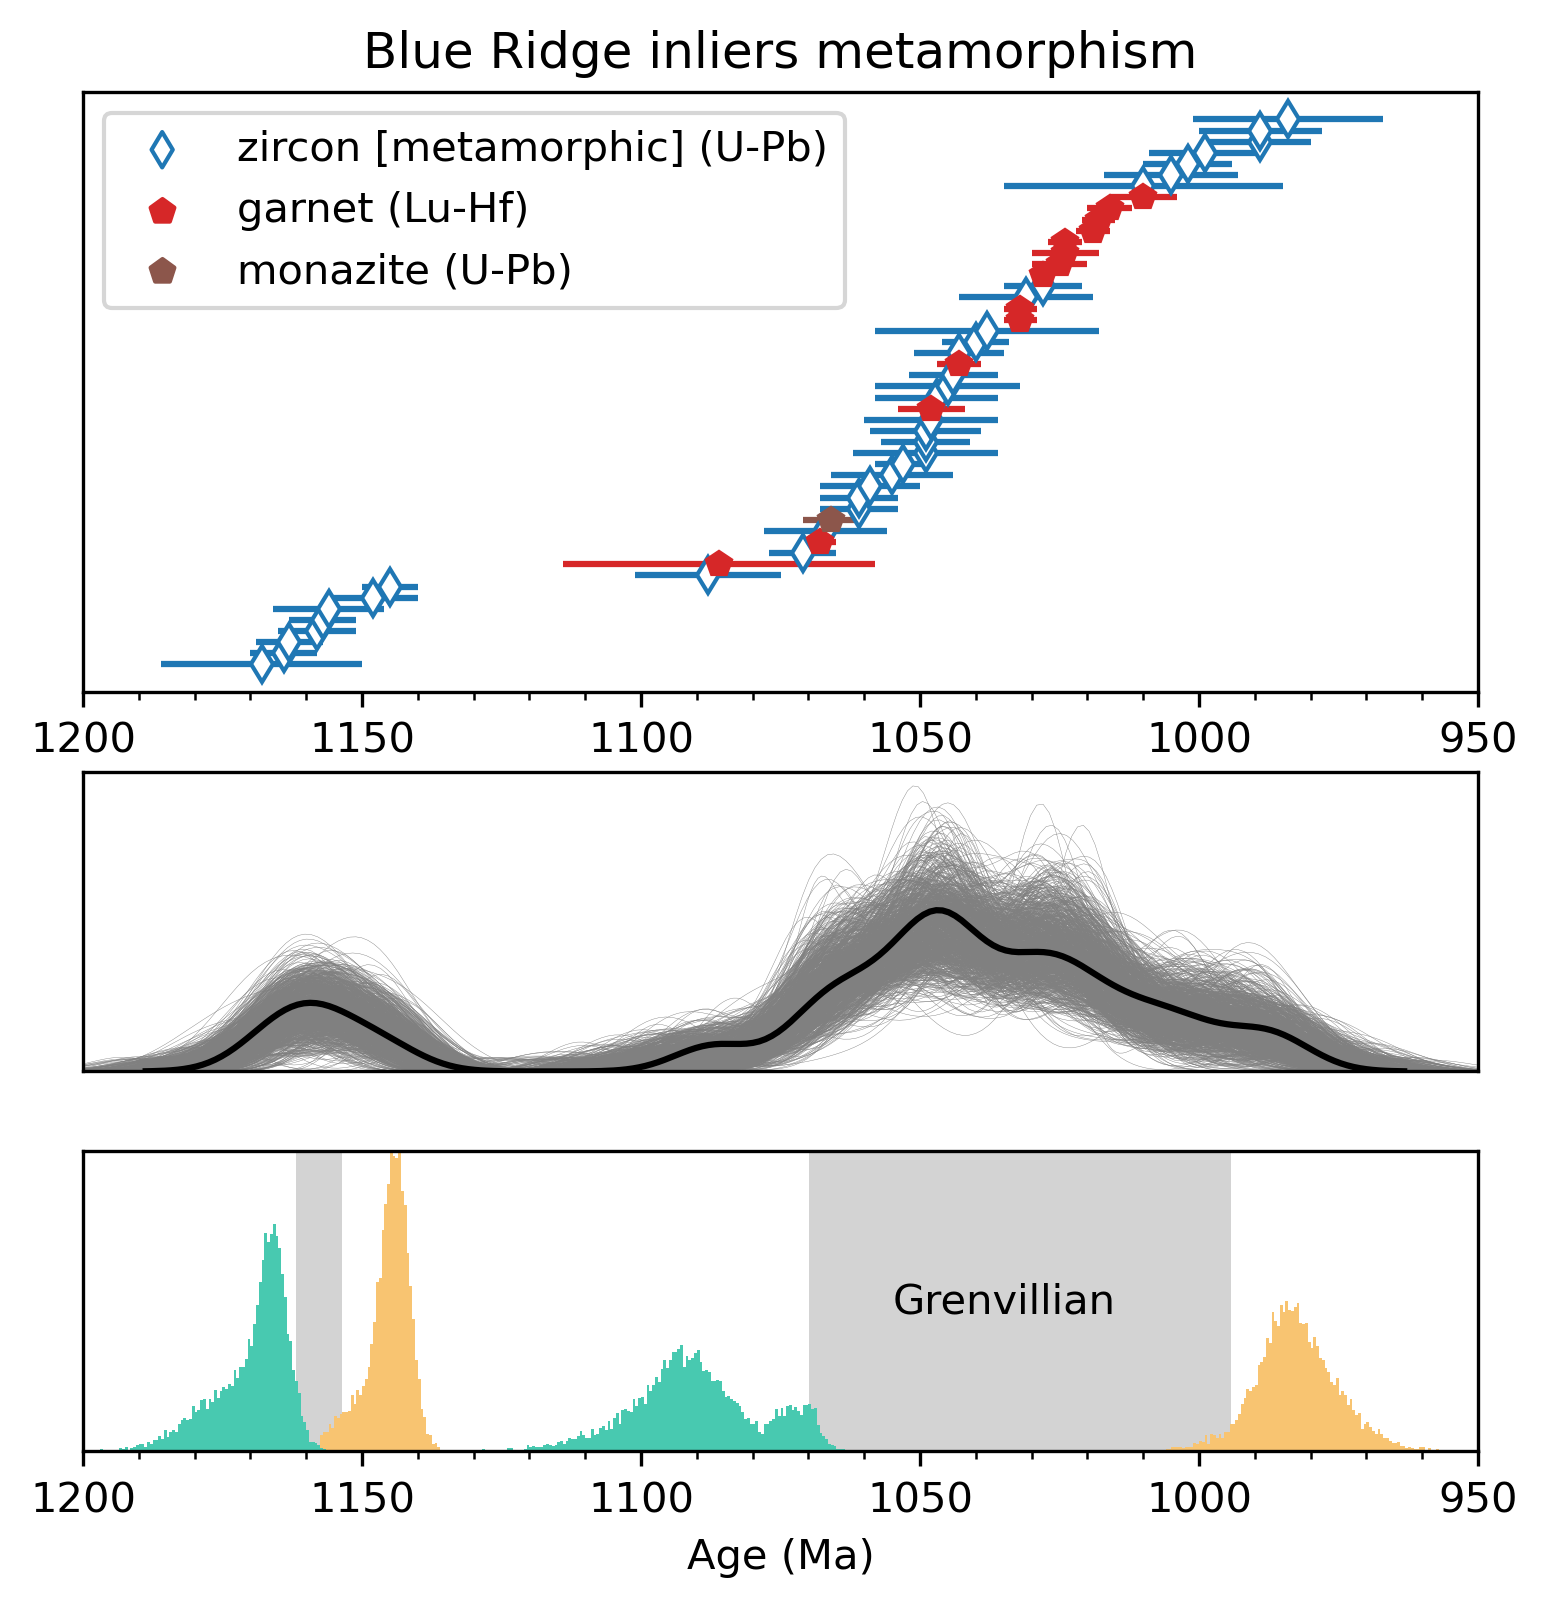 Blue Ridge inliers metamorphism
zircon [metamorphic] (U-Pb)
garnet (Lu-Hf)
monazite (U-Pb)
1200 1150 1100 1050 1000 950
Grenvillian
1200 1150 1100 1050 1000 950
Age (Ma)